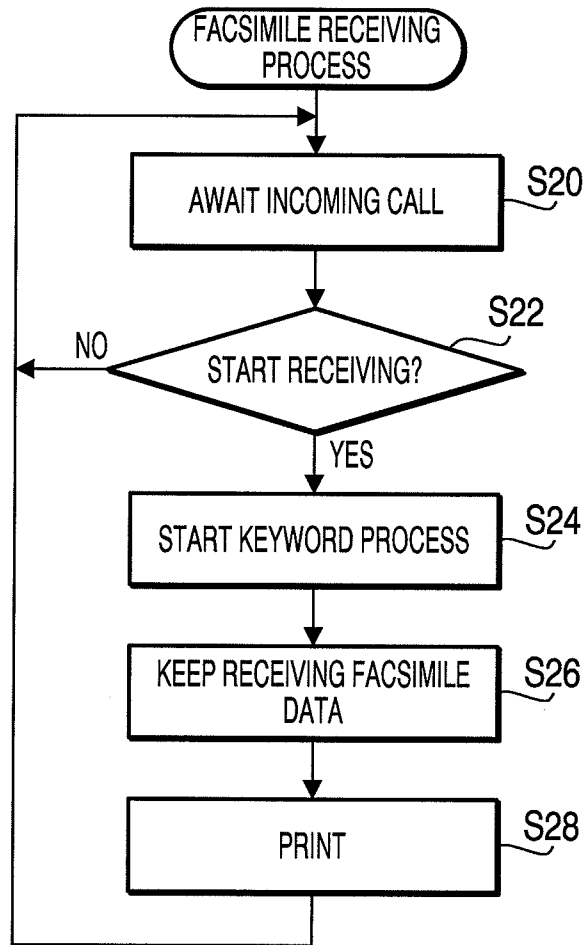 FACSIMILE RECEIVING
PROCESS
S20
AWAIT INCOMING CALL
S22
NO
START RECEIVING?
YES
S24
START KEYWORD PROCESS
S26
KEEP RECEIVING FACSIMILE
DATA
S28
PRINT